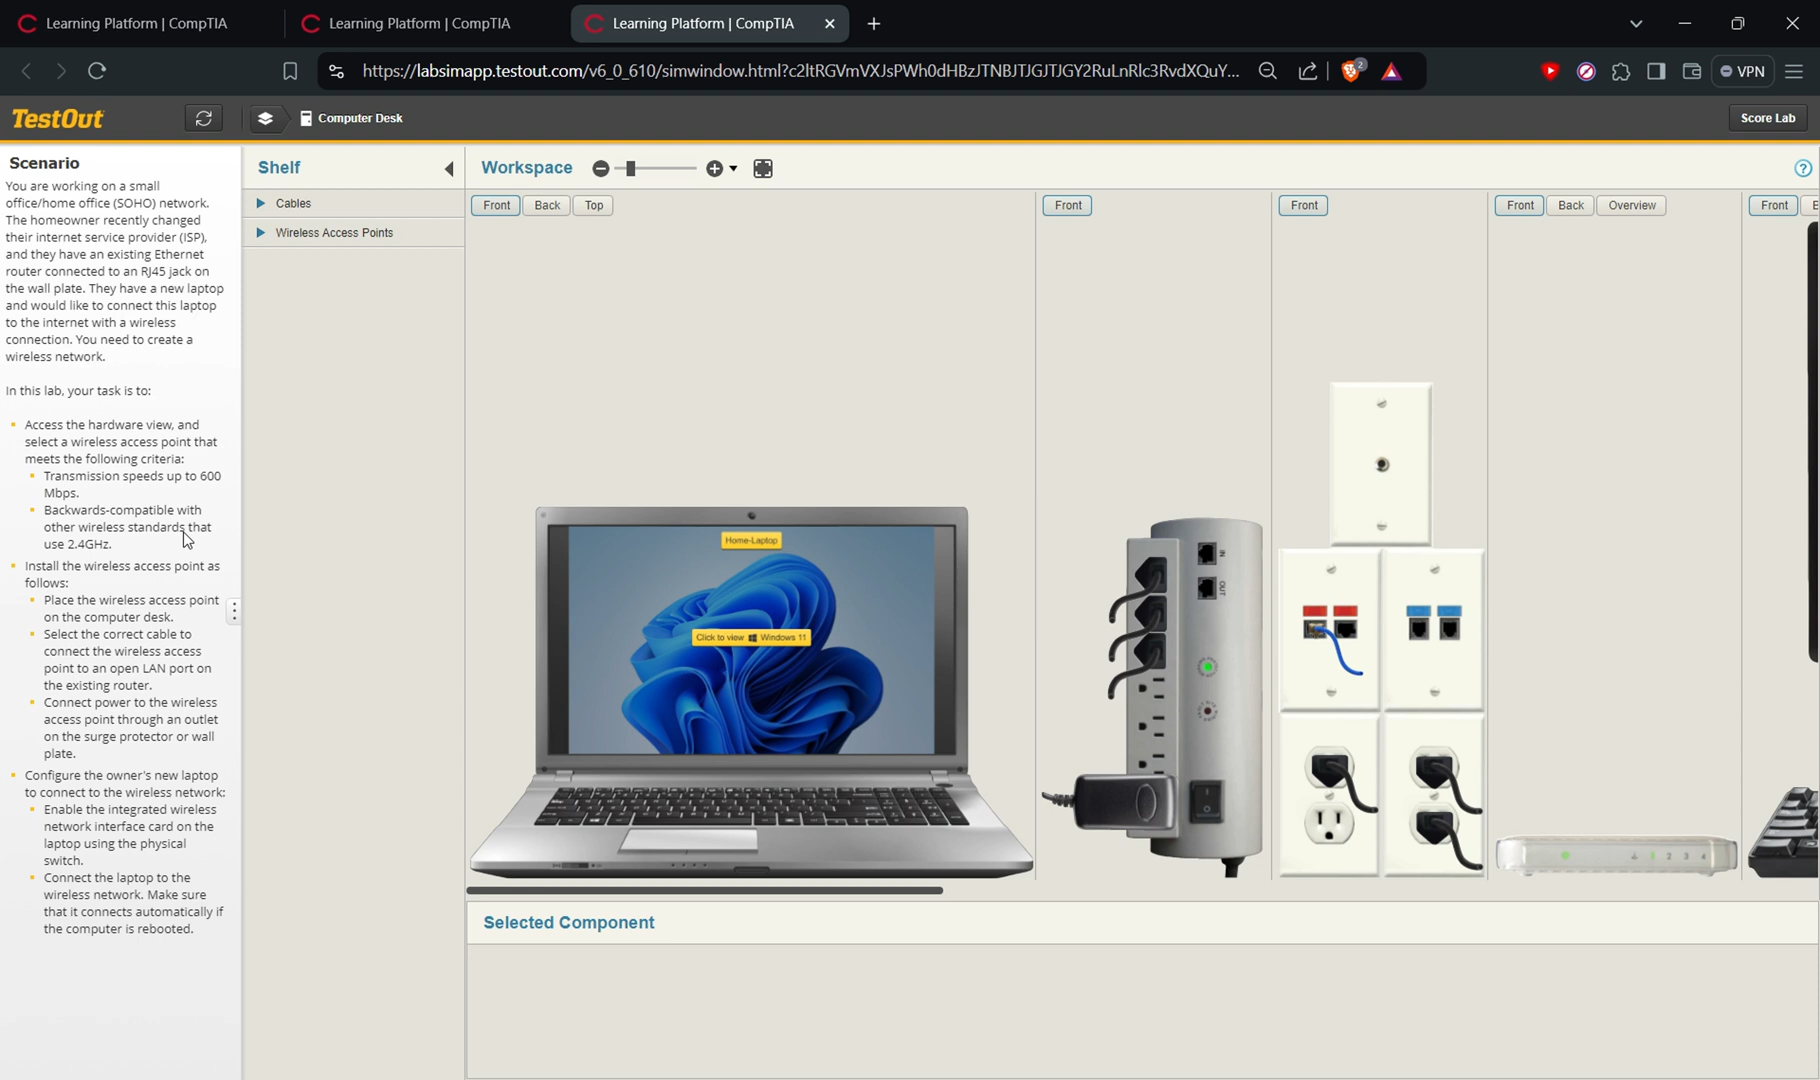 Learning Platform | CompTIA
Learning Platform | CompTIA
Learning Platform | CompTIA
https://labsimapp.testout.com/v6_0_610/simwindow.html?c2ltRGVmVXJsPWh0dHBzJTNBJTJGJTJGY2RuLnRlc3RvdXQuY...
2
VPN
TestOut
Computer Desk
Score Lab
Scenario
You are working on a small
office/home office (SOHO) network.
The homeowner recently changed
their internet service provider (ISP),
and they have an existing Ethernet
router connected to an RJ45 jack on
the wall plate. They have a new laptop
and would like to connect this laptop
to the internet with a wireless
connection. You need to create a
wireless network.
In this lab, your task is to:
Access the hardware view, and
select a wireless access point that
meets the following criteria:
Transmission speeds up to 600
Mbps.
Backwards-compatible with
other wireless standards that
use 2.4GHz.
Install the wireless access point as
follows:
Place the wireless access point
on the computer desk.
Select the correct cable to
connect the wireless access
point to an open LAN port on
the existing router.
Connect power to the wireless
access point through an outlet
on the surge protector or wall
plate.
Configure the owner's new laptop
to connect to the wireless network:
Enable the integrated wireless
network interface card on the
laptop using the physical
switch.
Connect the laptop to the
wireless network. Make sure
that it connects automatically if
the computer is rebooted.
Shelf
Cables
Wireless Access Points
Workspace
Front Back Top
Front
Front
Front Back Overview
Front
Home-Laptop
Click to view Windows 11
IN
OUT
1 2 3 4
Selected Component